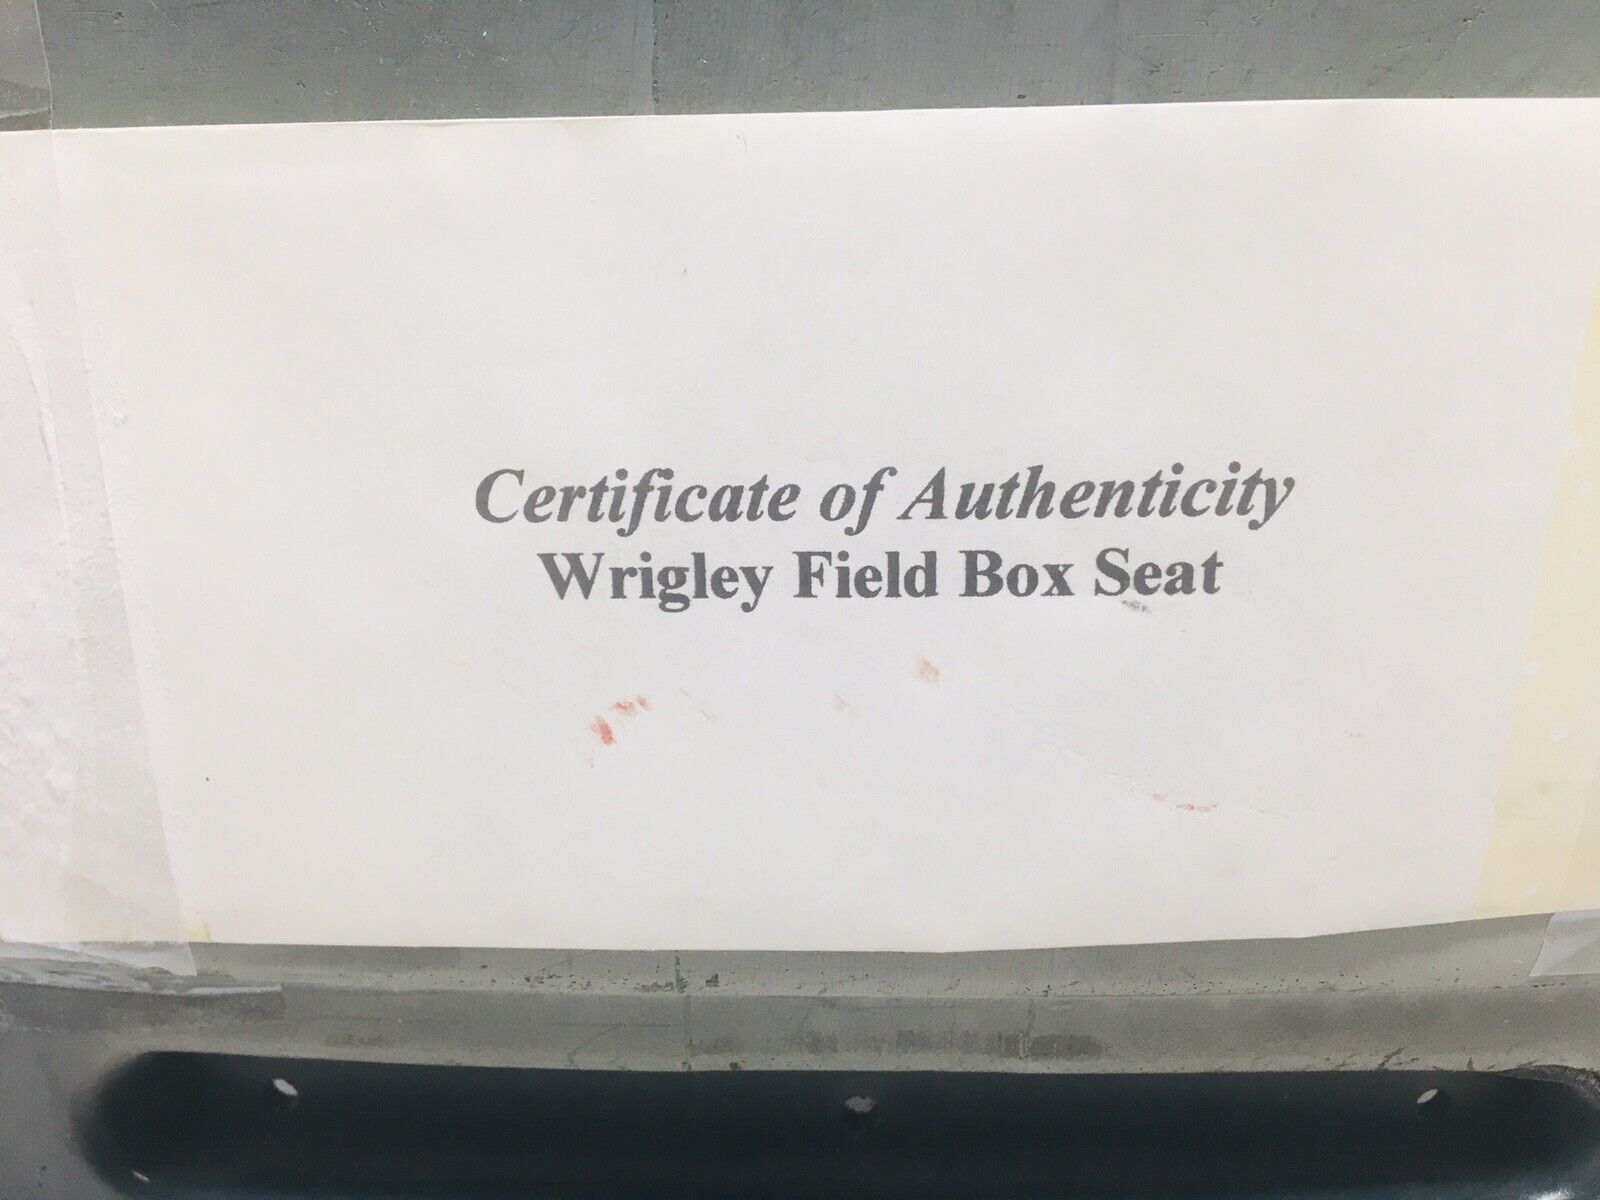 Certificate of Authenticity
Wrigley Field Box Seat